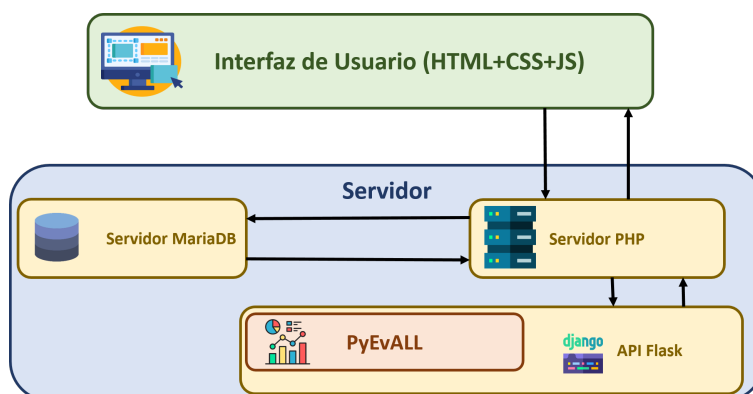 Interfaz de Usuario (HTML+CSS+JS)
Servidor
Servidor MariaDB
Servidor PHP
PyEvALL
django
API Flask